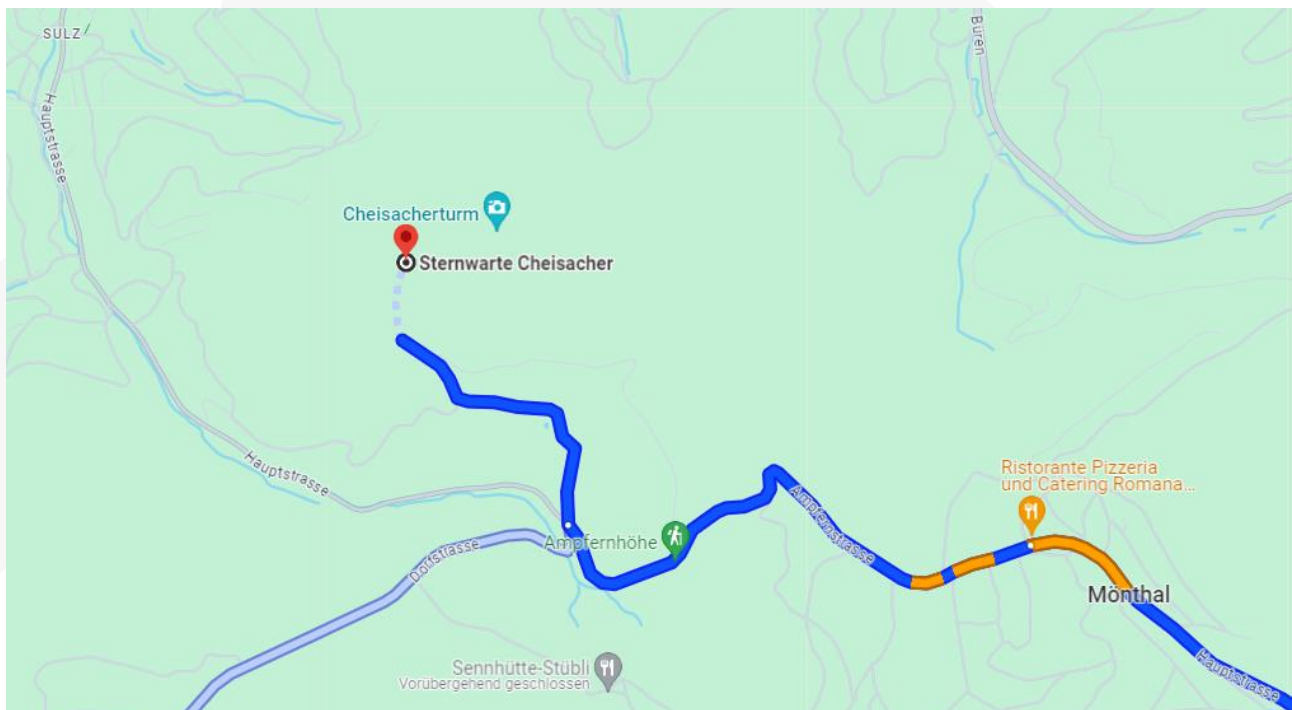 SULZ
Hauptstrasse
Büren
Cheisacherturm
Sternwarte Cheisacher
Hauptstrasse
Dorfstrasse
Ampfernhöhe
Ampfernstrasse
Ristorante Pizzeria
und Catering Romana...
Mönthal
Hauptstrasse
Sennhütte-Stübli
Vorübergehend geschlossen